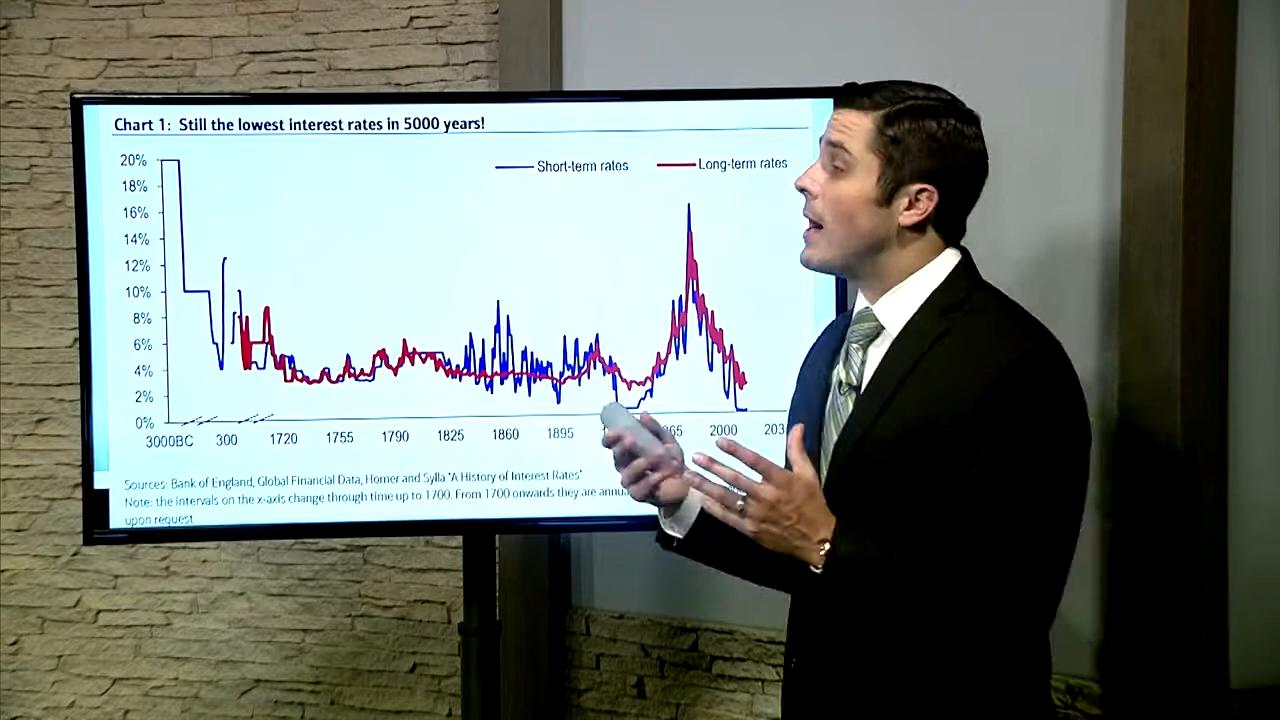 Chart 1: Still the lowest interest rates in 5000 years!
Short-term rates
Long-term rates
20%
18%
16%
14%
12%
10%
8%
6%
4%
2%
0%
3000BC 300 1720 1755 1790 1825 1860 1895 2000
Sources: Bank of England, Global Financial Data, Homer and Sylla "A History of Interest Rates"
Note: the intervals on the x-axis change through time up to 1700. From 1700 onwards they are
upon request